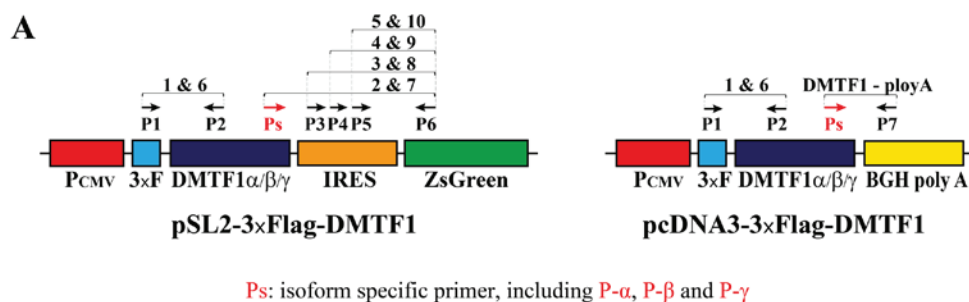 A
5 & 10
4 & 9
3 & 8
1 & 6
2 & 7
P1 P2 Ps P3 P4 P5 P6
PCMV 3×F DMTF1α/β/γ IRES ZsGreen
pSL2-3×Flag-DMTF1
1 & 6 DMTF1 - ployA
P1 P2 Ps P7
PCMV 3×F DMTF1α/β/γ BGH poly A
pcDNA3-3×Flag-DMTF1
Ps: isoform specific primer, including P-α, P-β and P-γ